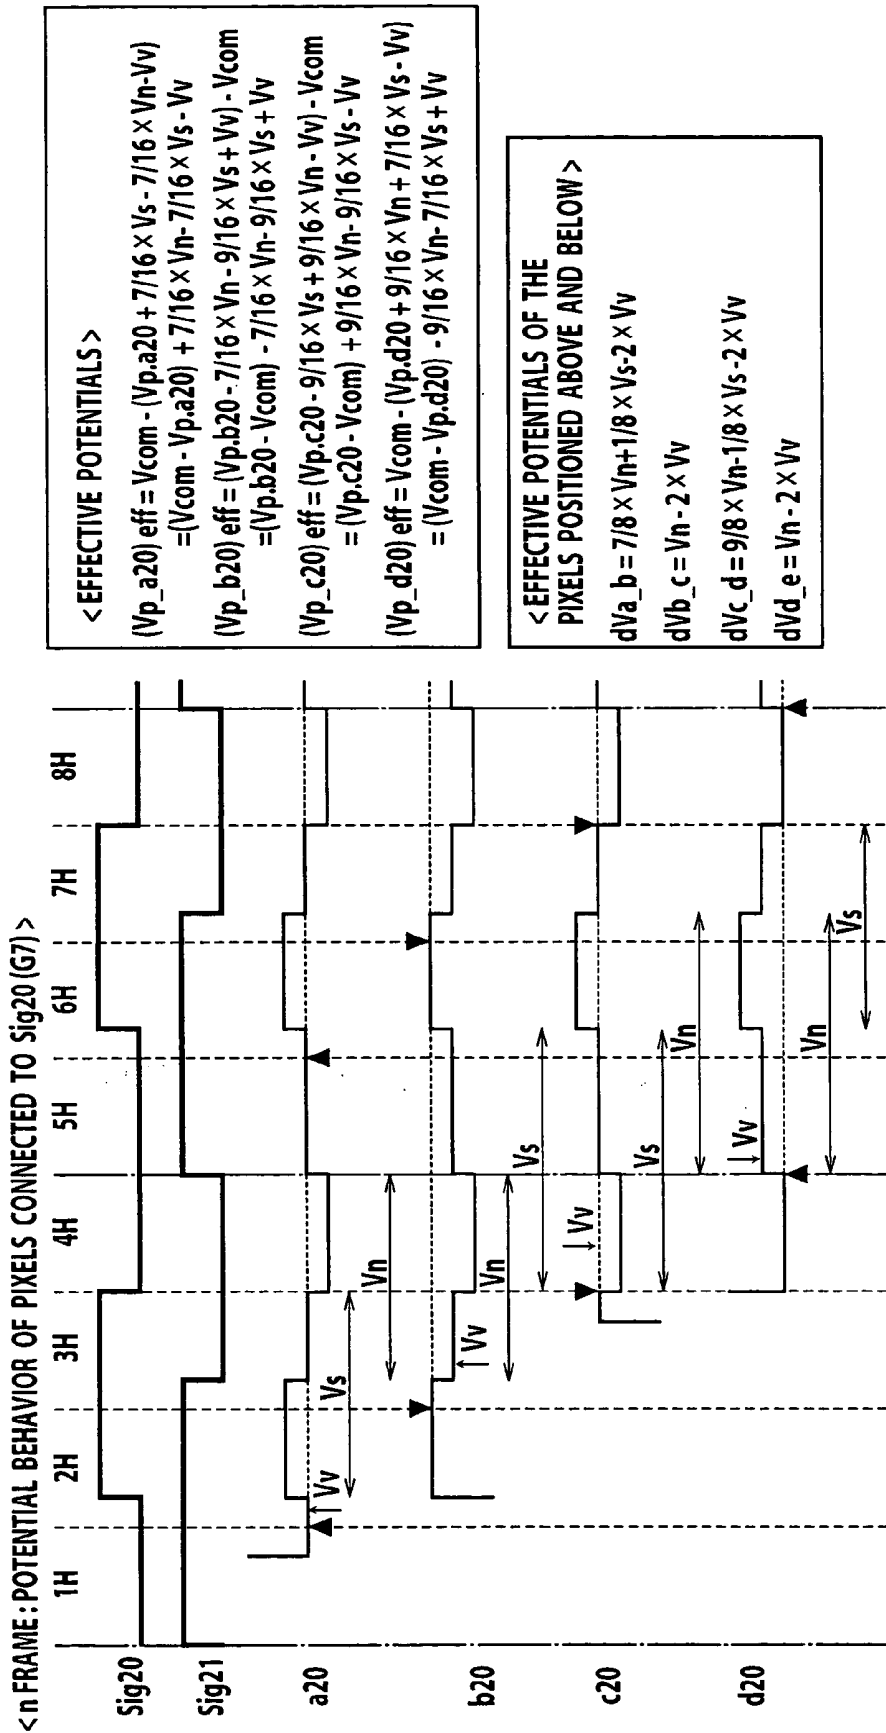 <n FRAME : POTENTIAL BEHAVIOR OF PIXELS CONNECTED TO Sig20 (G7) >
1H 2H 3H 4H 5H 6H 7H 8H
Sig20
Sig21
a20
Vv
Vs
Vn
b20
Vv
Vn
Vs
c20
Vv
Vs
Vn
d20
Vv
Vn
Vs
< EFFECTIVE POTENTIALS >
(Vp_a20) eff = Vcom - (Vp.a20 + 7/16 × Vs - 7/16 × Vn-Vv)
=(Vcom - Vp.a20) + 7/16 × Vn- 7/16 × Vs - Vv
(Vp_b20) eff = (Vp.b20 - 7/16 × Vn - 9/16 × Vs + Vv) - Vcom
=(Vp.b20 - Vcom) - 7/16 × Vn- 9/16 × Vs + Vv
(Vp_c20) eff = (Vp.c20 - 9/16 × Vs + 9/16 × Vn - Vv) - Vcom
= (Vp.c20 - Vcom) + 9/16 × Vn- 9/16 × Vs - Vv
(Vp_d20) eff = Vcom - (Vp.d20 + 9/16 × Vn + 7/16 × Vs - Vv)
= (Vcom - Vp.d20) - 9/16 × Vn- 7/16 × Vs + Vv
< EFFECTIVE POTENTIALS OF THE
PIXELS POSITIONED ABOVE AND BELOW >
dVa_b = 7/8 × Vn+1/8 × Vs-2 × Vv
dVb_c = Vn - 2 × Vv
dVc_d = 9/8 × Vn-1/8 × Vs-2 × Vv
dVd_e = Vn - 2 × Vv